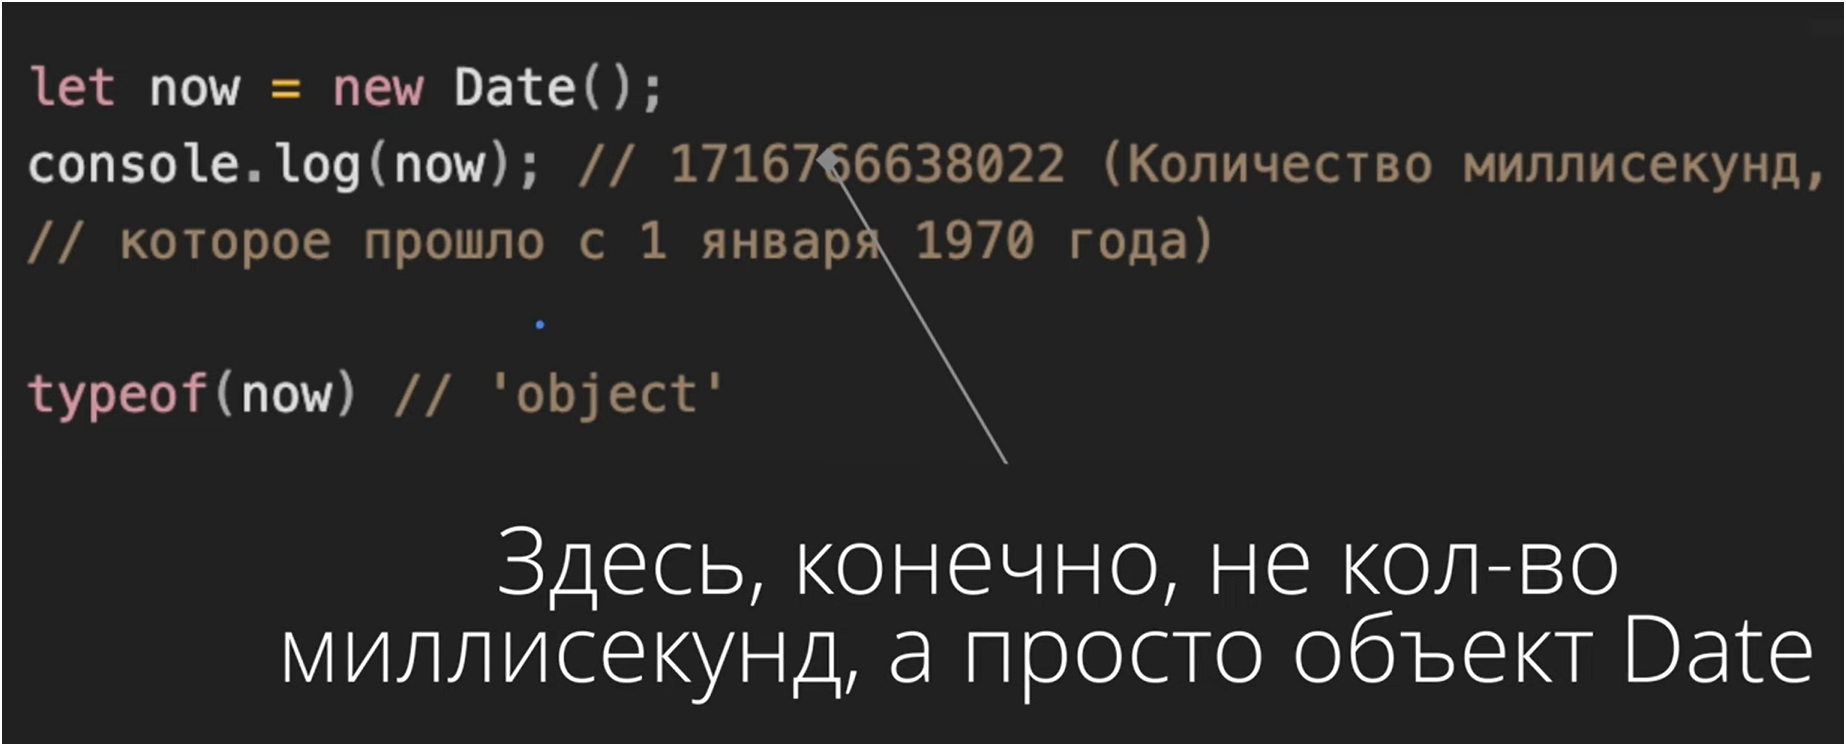 let now = new Date();
console.log(now); // 1716766638022 (Количество миллисекунд,
// которое прошло с 1 января 1970 года)
typeof(now) // 'object'
Здесь, конечно, не кол-во
миллисекунд, а просто объект Date